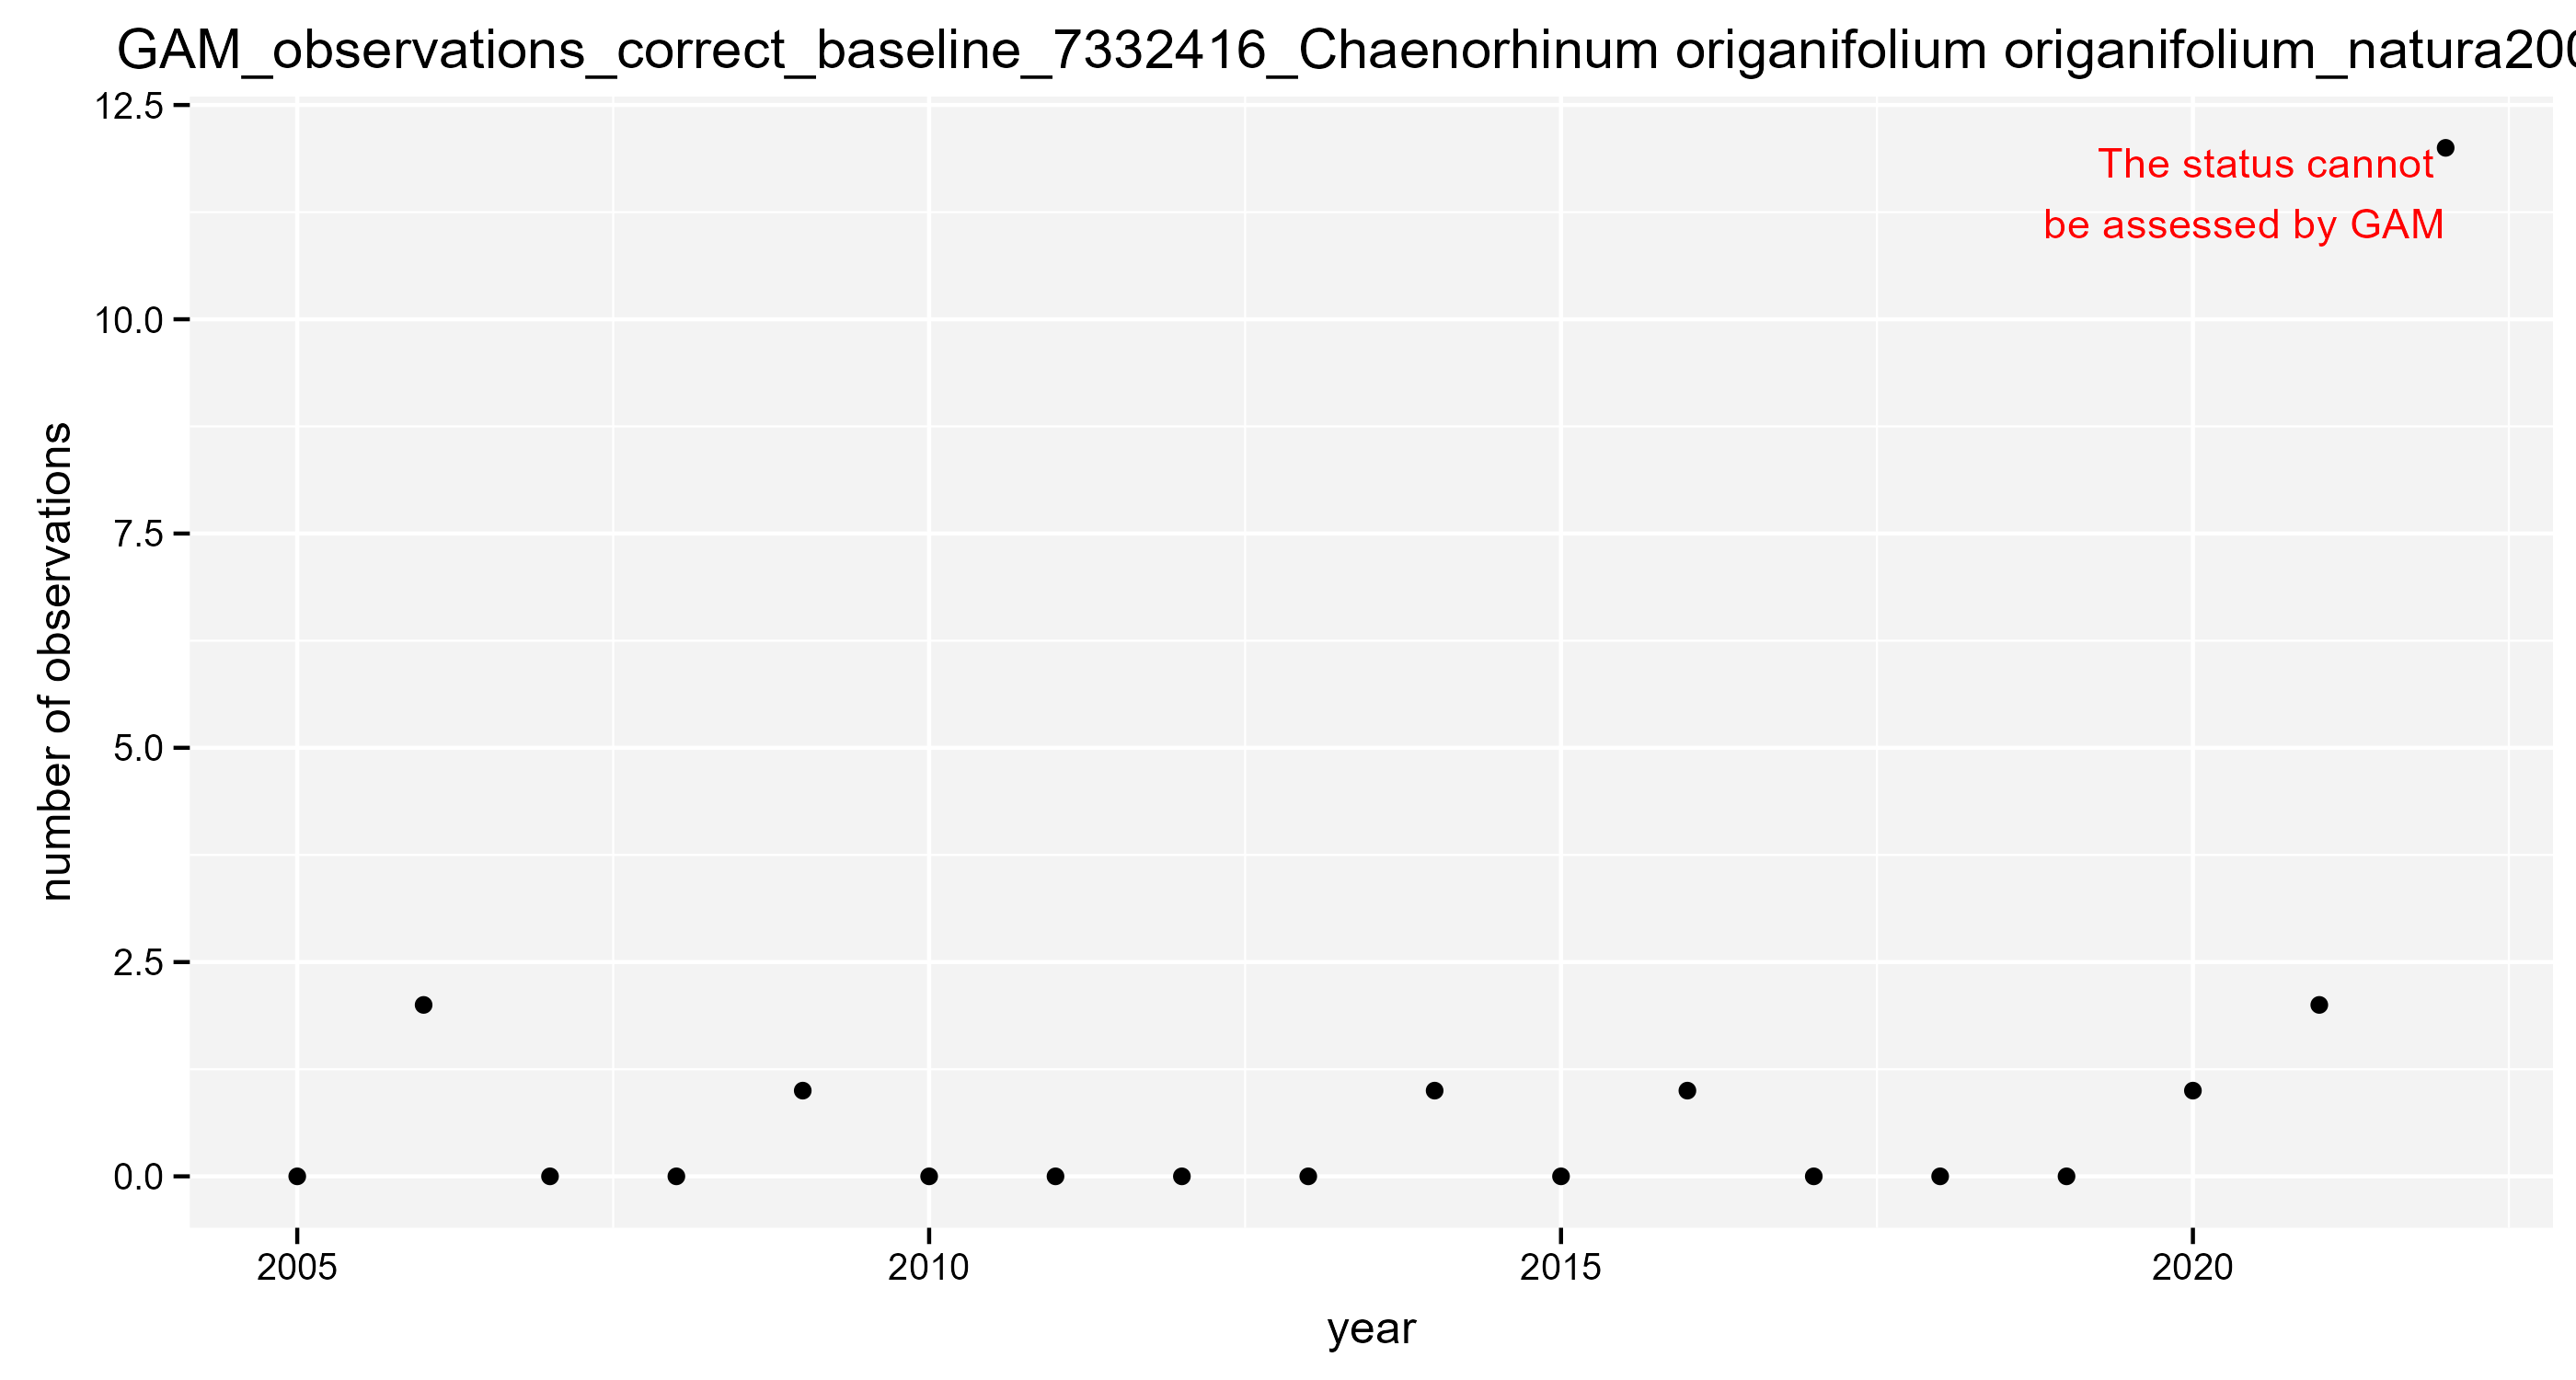 GAM_observations_correct_baseline_7332416_Chaenorhinum origanifolium origanifolium_natura200
12.5
The status cannot
be assessed by GAM
10.0
7.5
number of observations
5.0
2.5
0.0
2005 2010 2015 2020
year